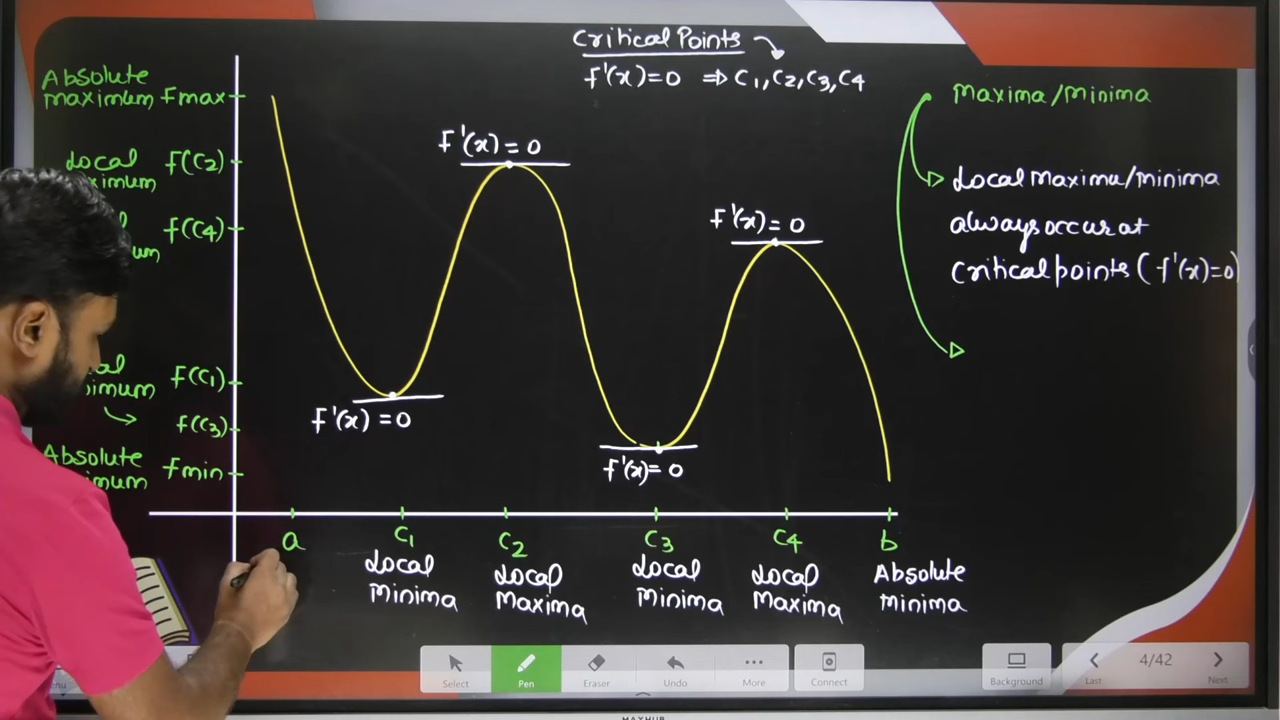 Critical Points
f'(x)=0 ⇒ C1, C2, C3, C4
Absolute
maximum fmax
Local f(C2)
f(C4)
f(C1)
f(C3)
Absolute
fmin
f'(x)=0
f'(x)=0
f'(x)=0
f'(x)=0
Maxima/Minima
Local Maxima/Minima
always occur at
critical points (f'(x)=0)
a C1 C2 C3 C4 b
Local
Minima
Local
Maxima
Local
Minima
Local
Maxima
Absolute
Minima
Select Pen Eraser Undo More Connect
Background
4/42
Last Next
MAXHUB